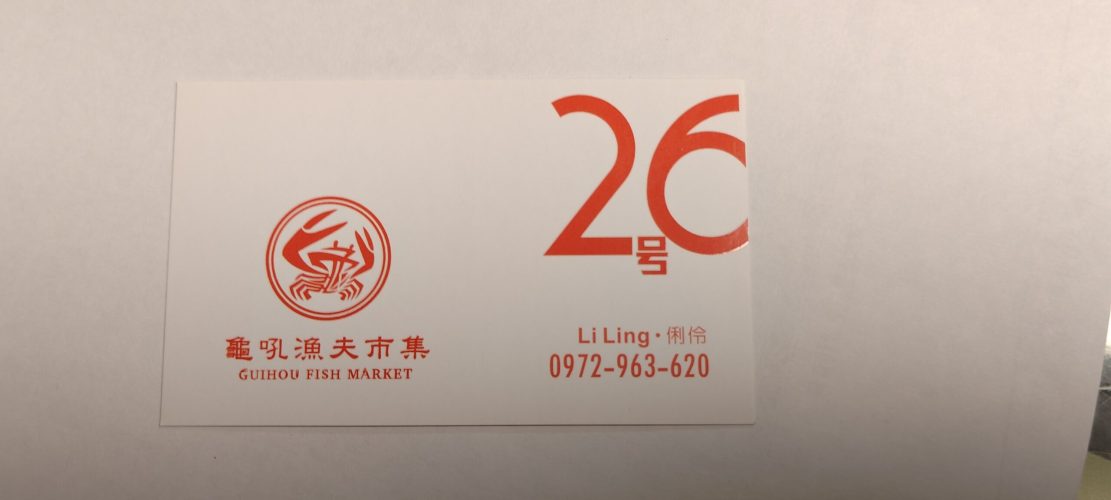 26
号
龜吼漁夫市集
GUIHOU FISH MARKET
Li Ling・俐伶
0972-963-620